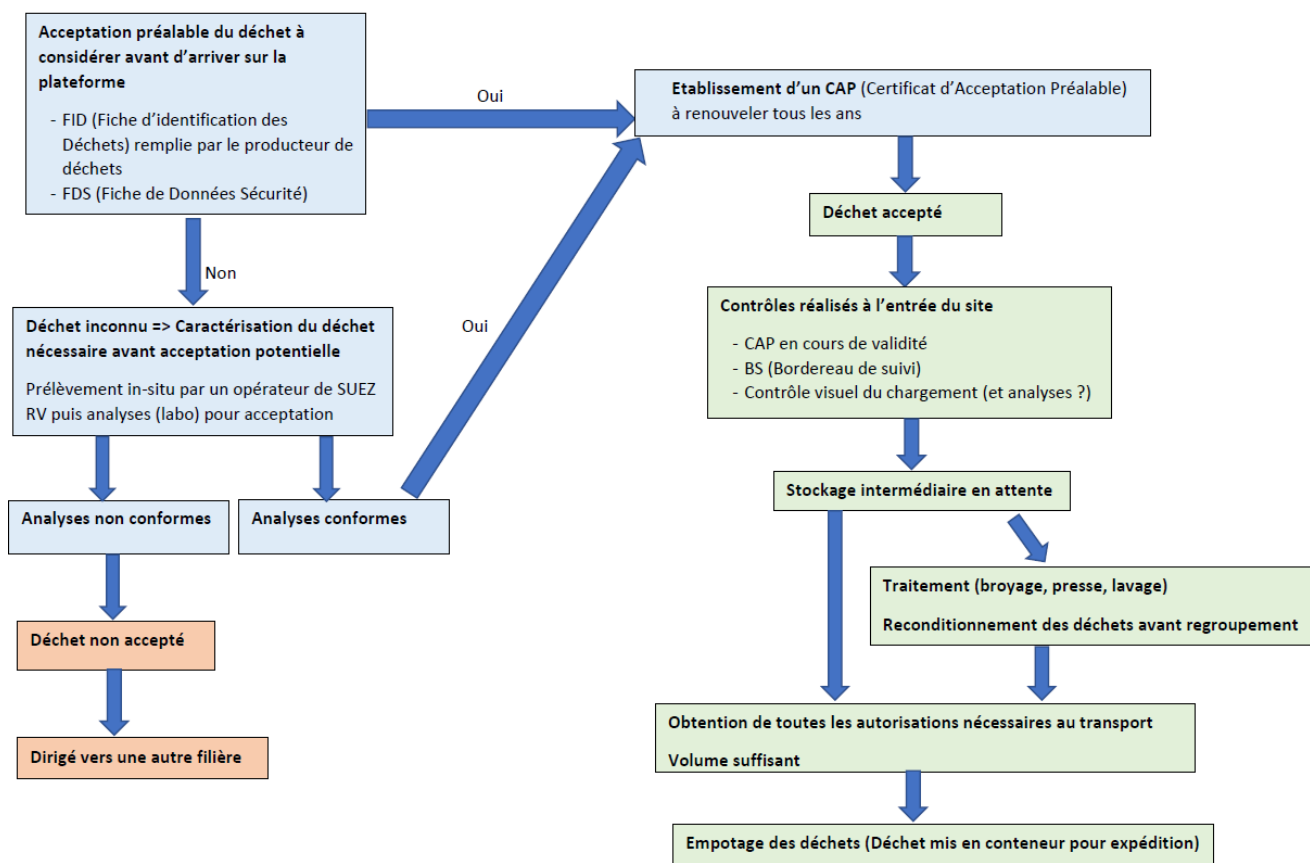 Acceptation préalable du déchet à
considérer avant d’arriver sur la
plateforme
- FID (Fiche d’identification des
Déchets) remplie par le producteur de
déchets
- FDS (Fiche de Données Sécurité)
Oui
Etablissement d’un CAP (Certificat d’Acceptation Préalable)
à renouveler tous les ans
Non
Déchet inconnu => Caractérisation du déchet
nécessaire avant acceptation potentielle
Prélèvement in-situ par un opérateur de SUEZ
RV puis analyses (labo) pour acceptation
Oui
Analyses non conformes
Analyses conformes
Déchet non accepté
Dirigé vers une autre filière
Déchet accepté
Contrôles réalisés à l’entrée du site
- CAP en cours de validité
- BS (Bordereau de suivi)
- Contrôle visuel du chargement (et analyses ?)
Stockage intermédiaire en attente
Traitement (broyage, presse, lavage)
Reconditionnement des déchets avant regroupement
Obtention de toutes les autorisations nécessaires au transport
Volume suffisant
Empotage des déchets (Déchet mis en conteneur pour expédition)